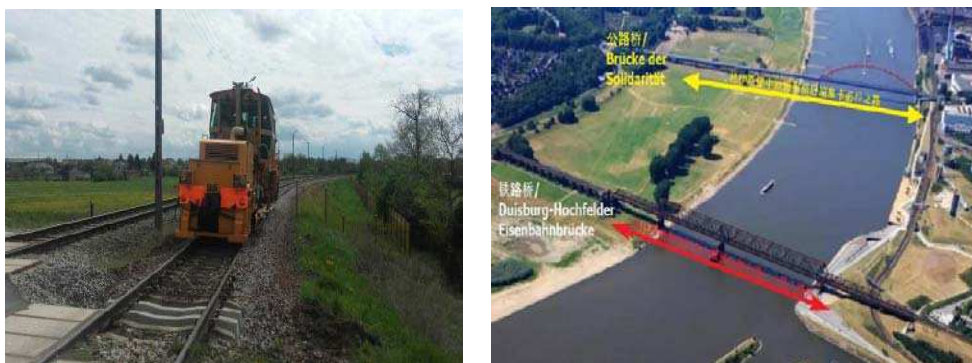 公路桥/
Brücke der
Solidarität
铁路桥/
Duisburg-Hochfelder
Eisenbahnbrücke